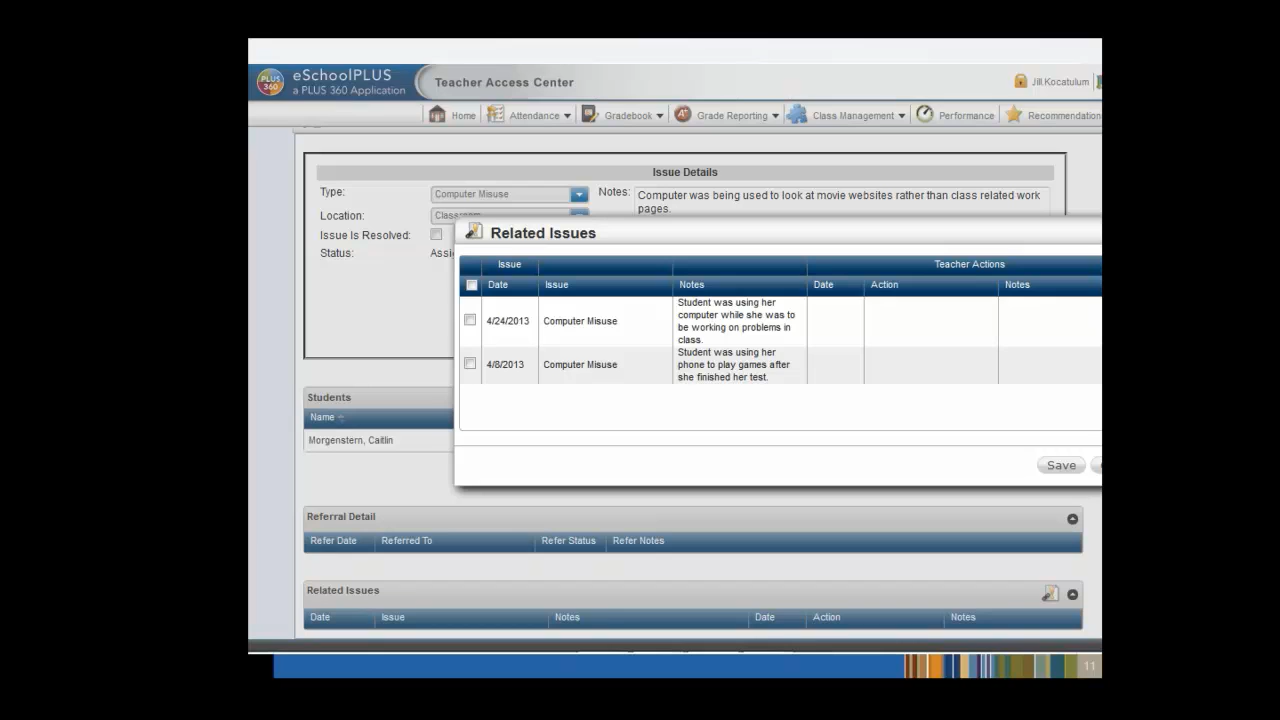 PLUS 360
eSchoolPLUS
a PLUS 360 Application
Teacher Access Center
Jill.Kocatulum
Home Attendance Gradebook Grade Reporting Class Management Performance Recommendation
Issue Details
Type: Computer Misuse Notes: Computer was being used to look at movie websites rather than class related work
pages.
Location: Classroom
Issue Is Resolved:
Status: Assig
Related Issues
Issue Teacher Actions
Date Issue Notes Date Action Notes
4/24/2013 Computer Misuse Student was using her
computer while she was to
be working on problems in
class.
4/8/2013 Computer Misuse Student was using her
phone to play games after
she finished her test.
Save
Students
Name
Morgenstern, Caitlin
Referral Detail
Refer Date Referred To Refer Status Refer Notes
Related Issues
Date Issue Notes Date Action Notes
11